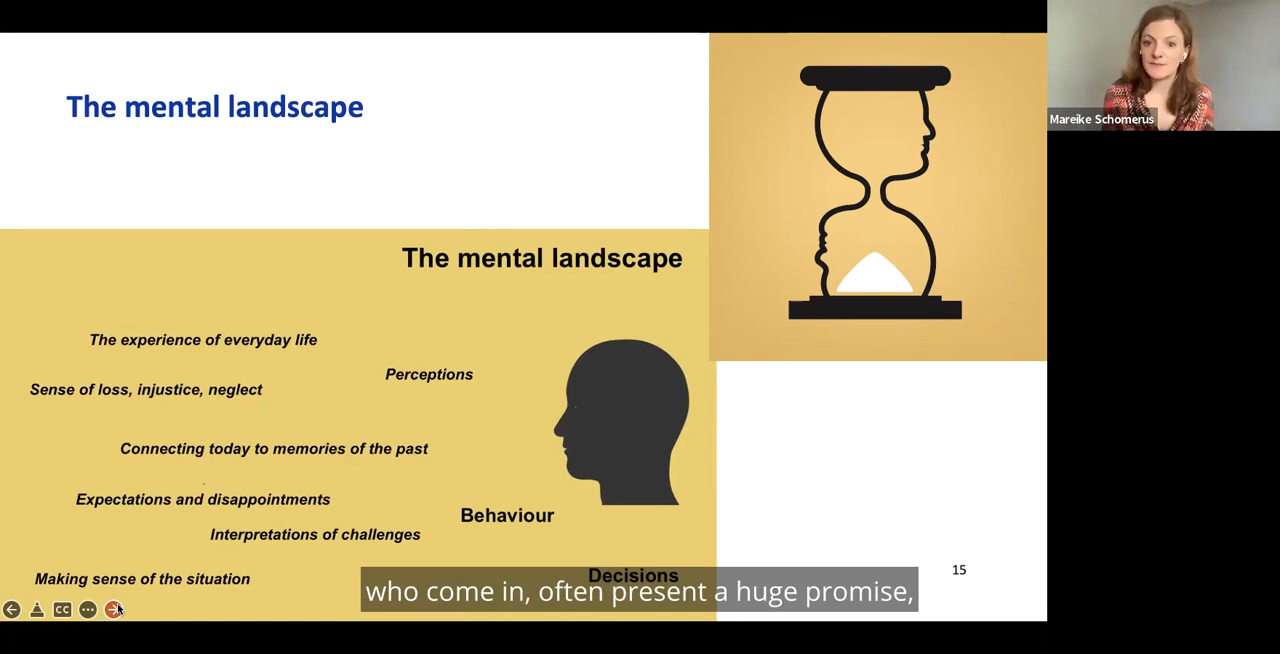 The mental landscape
Mareike Schomerus
The mental landscape
The experience of everyday life
Perceptions
Sense of loss, injustice, neglect
Connecting today to memories of the past
Expectations and disappointments
Behaviour
Interpretations of challenges
15
Decisions
Making sense of the situation
who come in, often present a huge promise,
CC